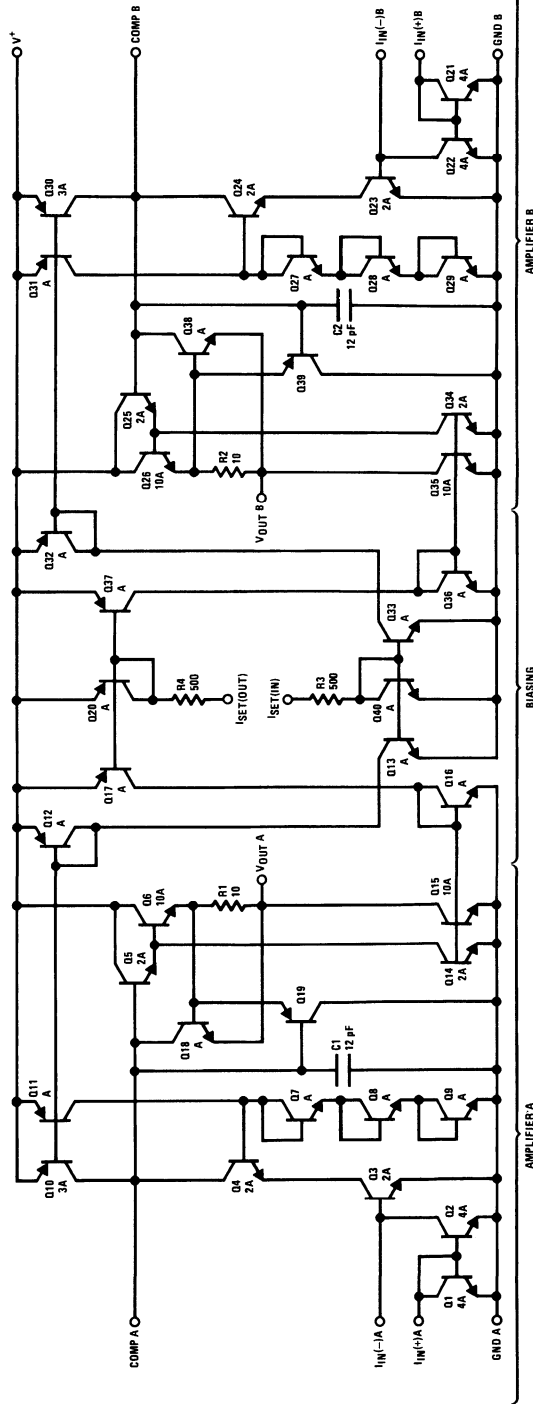 V+
COMP A
COMP B
Q10
3A
Q11
A
Q12
A
Q17
A
Q20
A
Q37
A
Q32
A
Q31
A
Q30
3A
Q5
2A
Q6
10A
Q18
A
Q19
R1
10
VOUT A
R4
500
ISET(OUT)
ISET(IN)
R3
500
VOUT B
R2
10
Q26
10A
Q25
2A
Q38
A
Q39
Q4
2A
Q7
A
Q8
A
Q9
A
C1
12 pF
Q24
2A
Q27
A
Q28
A
Q29
A
C2
12 pF
Q3
2A
Q2
4A
Q1
4A
Q14
2A
Q15
10A
Q16
A
Q13
A
Q40
A
Q33
A
Q36
A
Q35
10A
Q34
2A
Q23
2A
Q22
4A
Q21
4A
IIN(−)A
IIN(+)A
GND A
IIN(−)B
IIN(+)B
GND B
AMPLIFIER A
BIASING
AMPLIFIER B